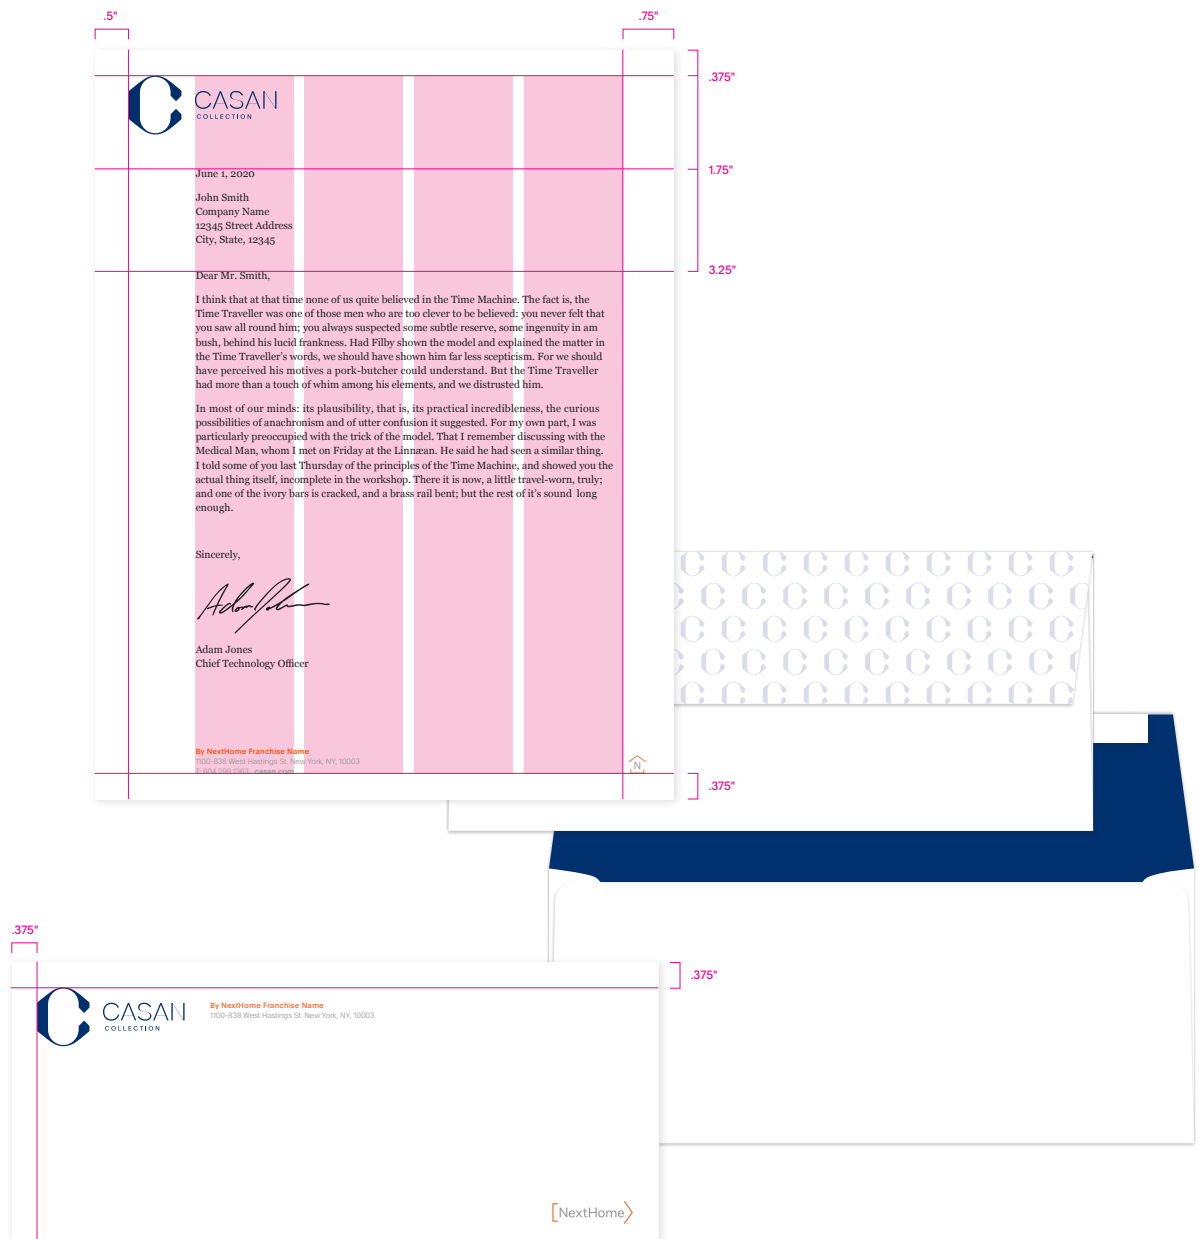 .5"
.75"
.375"
CASAN
COLLECTION
1.75"
June 1, 2020
John Smith
Company Name
12345 Street Address
City, State, 12345
3.25"
Dear Mr. Smith,
I think that at that time none of us quite believed in the Time Machine. The fact is, the
Time Traveller was one of those men who are too clever to be believed: you never felt that
you saw all round him; you always suspected some subtle reserve, some ingenuity in am
bush, behind his lucid frankness. Had Filby shown the model and explained the matter in
the Time Traveller’s words, we should have shown him far less scepticism. For we should
have perceived his motives a pork-butcher could understand. But the Time Traveller
had more than a touch of whim among his elements, and we distrusted him.
In most of our minds: its plausibility, that is, its practical incredibleness, the curious
possibilities of anachronism and of utter confusion it suggested. For my own part, I was
particularly preoccupied with the trick of the model. That I remember discussing with the
Medical Man, whom I met on Friday at the Linnæan. He said he had seen a similar thing.
I told some of you last Thursday of the principles of the Time Machine, and showed you the
actual thing itself, incomplete in the workshop. There it is now, a little travel-worn, truly;
and one of the ivory bars is cracked, and a brass rail bent; but the rest of it’s sound long
enough.
Sincerely,
Adam Jones
Chief Technology Officer
By NextHome Franchise Name
1100-838 West Hastings St. New York, NY, 10003
T: 604.299.1363 casan.com
N
.375"
.375"
.375"
CASAN
COLLECTION
By NextHome Franchise Name
1100-838 West Hastings St. New York, NY, 10003
[NextHome>